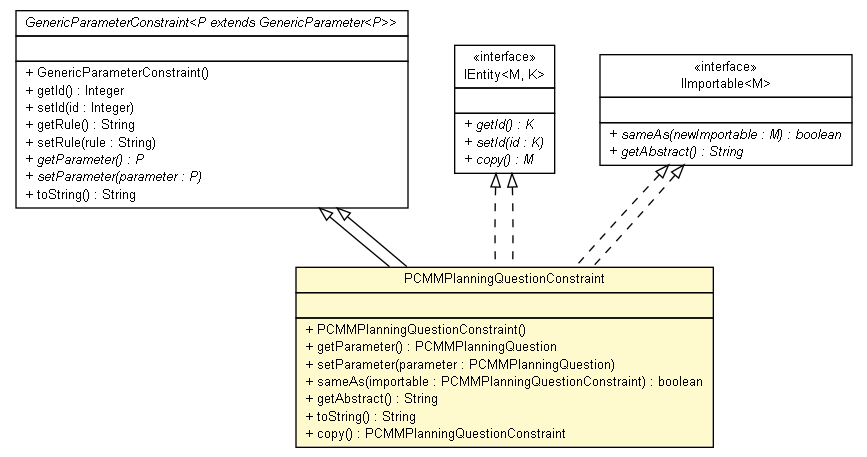 GenericParameterConstraint<P extends GenericParameter<P>>
+ GenericParameterConstraint()
+ getId() : Integer
+ setId(id : Integer)
+ getRule() : String
+ setRule(rule : String)
+ getParameter() : P
+ setParameter(parameter : P)
+ toString() : String
«interface»
IEntity<M, K>
+ getId() : K
+ setId(id : K)
+ copy() : M
«interface»
IImportable<M>
+ sameAs(newImportable : M) : boolean
+ getAbstract() : String
PCMMPlanningQuestionConstraint
+ PCMMPlanningQuestionConstraint()
+ getParameter() : PCMMPlanningQuestion
+ setParameter(parameter : PCMMPlanningQuestion)
+ sameAs(importable : PCMMPlanningQuestionConstraint) : boolean
+ getAbstract() : String
+ toString() : String
+ copy() : PCMMPlanningQuestionConstraint